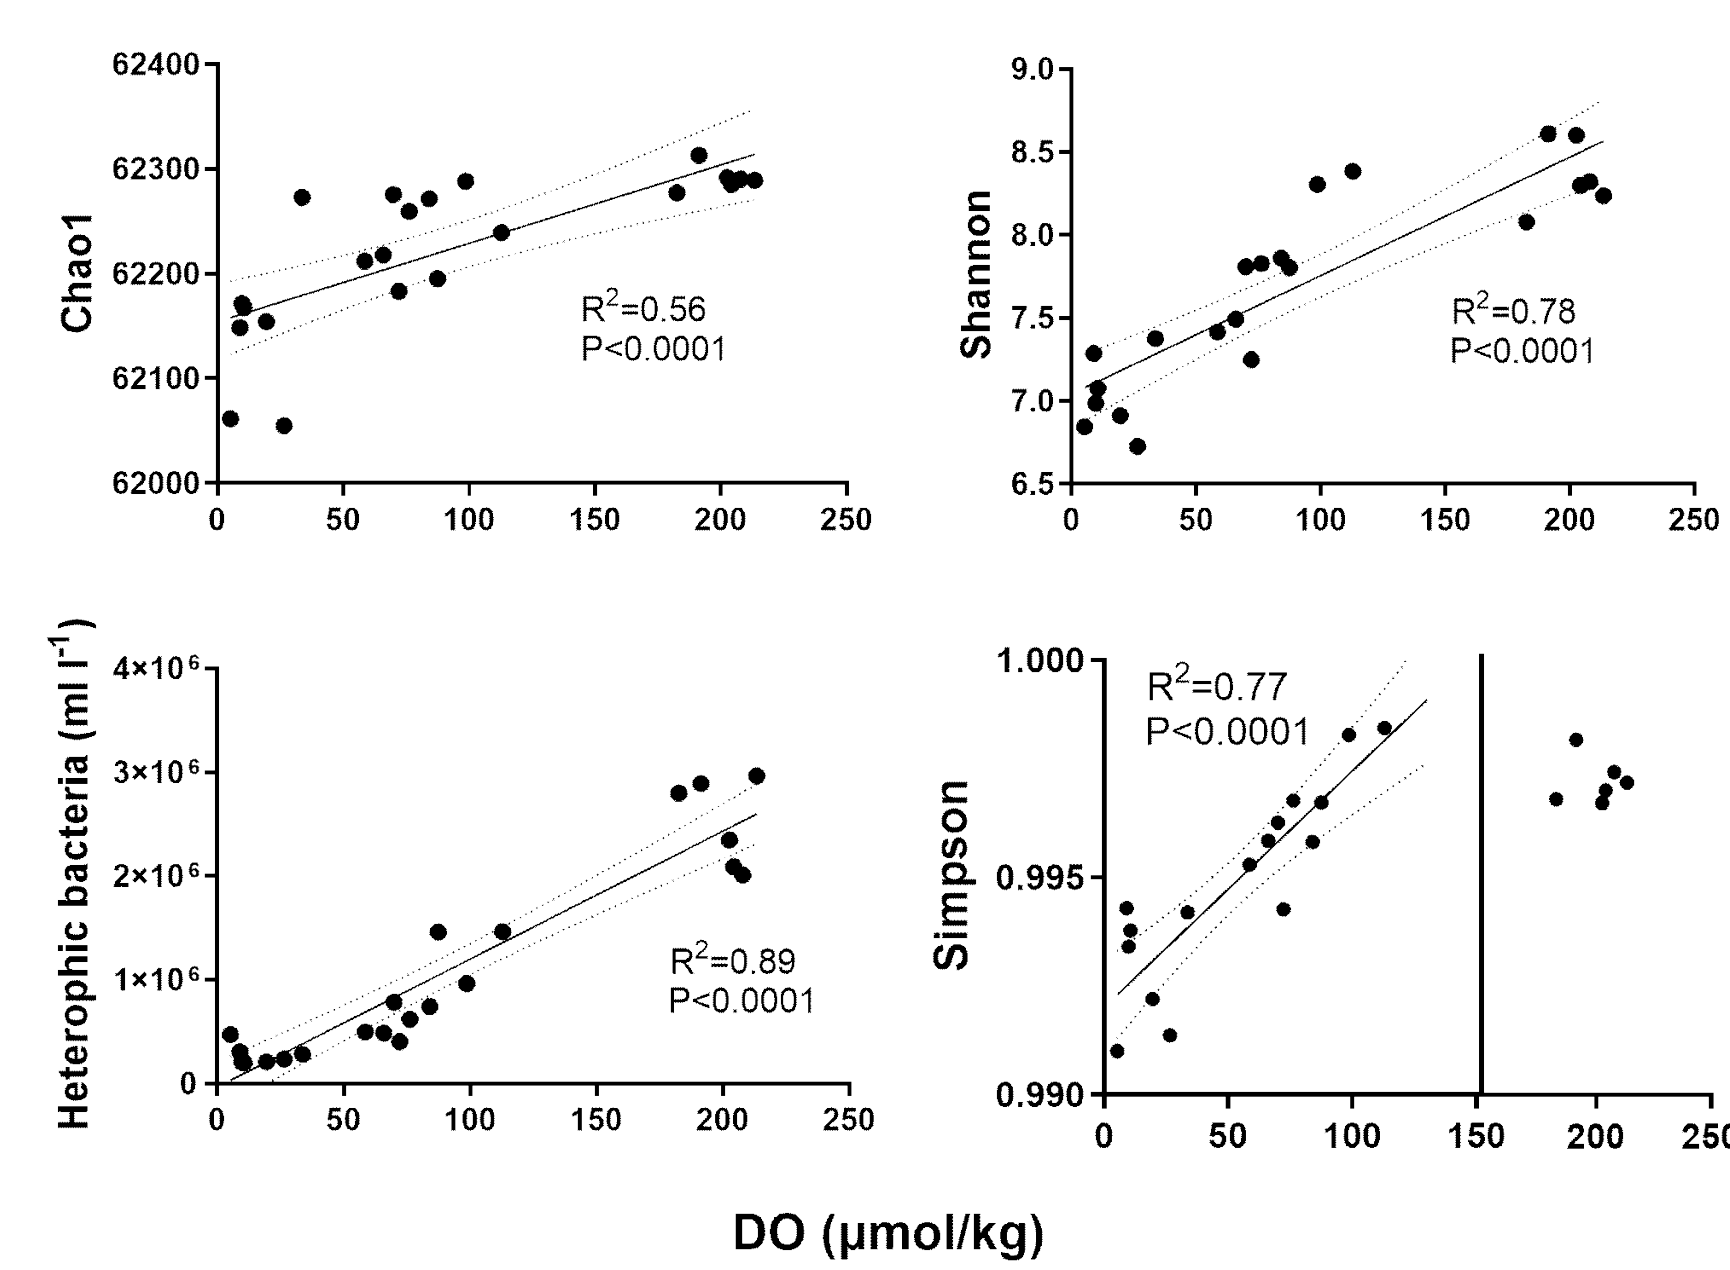 Chao1
62400
62300
62200
62100
62000
0 50 100 150 200 250
R²=0.56
P<0.0001
Shannon
9.0
8.5
8.0
7.5
7.0
6.5
0 50 100 150 200 250
R²=0.78
P<0.0001
Heterophic bacteria (ml l⁻¹)
4×10⁶
3×10⁶
2×10⁶
1×10⁶
0
0 50 100 150 200 250
R²=0.89
P<0.0001
Simpson
1.000
0.995
0.990
0 50 100 150 200 250
R²=0.77
P<0.0001
DO (µmol/kg)